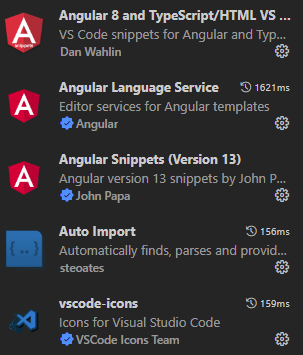 Angular 8 and TypeScript/HTML VS ...
VS Code snippets for Angular and Typ...
Dan Wahlin
Angular Language Service 1621ms
Editor services for Angular templates
Angular
Angular Snippets (Version 13)
Angular version 13 snippets by John P...
John Papa
Auto Import 156ms
Automatically finds, parses and provid...
steoates
vscode-icons 159ms
Icons for Visual Studio Code
VSCode Icons Team